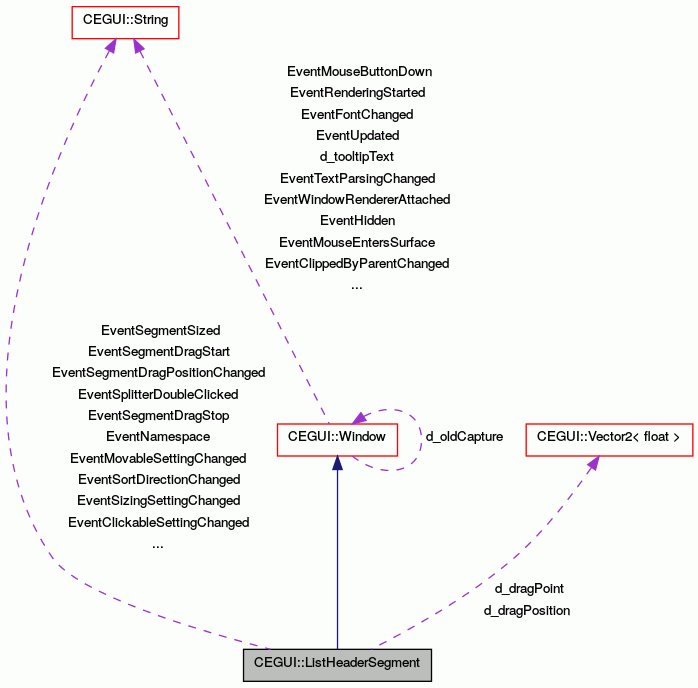 CEGUI::String
EventMouseButtonDown
EventRenderingStarted
EventFontChanged
EventUpdated
d_tooltipText
EventTextParsingChanged
EventWindowRendererAttached
EventHidden
EventMouseEntersSurface
EventClippedByParentChanged
...
EventSegmentSized
EventSegmentDragStart
EventSegmentDragPositionChanged
EventSplitterDoubleClicked
EventSegmentDragStop
EventNamespace
EventMovableSettingChanged
EventSortDirectionChanged
EventSizingSettingChanged
EventClickableSettingChanged
...
CEGUI::Window
d_oldCapture
CEGUI::Vector2< float >
d_dragPoint
d_dragPosition
CEGUI::ListHeaderSegment